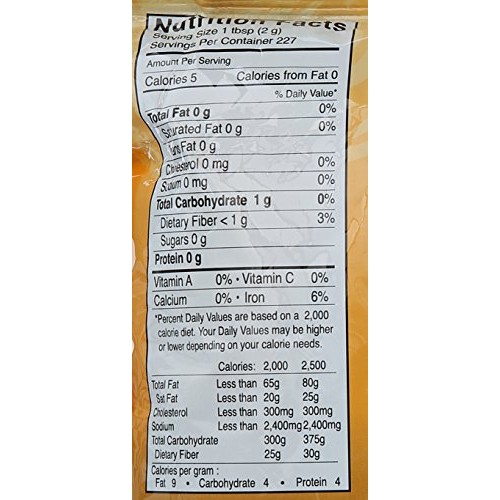 Nutrition Facts
Serving Size 1 tbsp (2 g)
Servings Per Container 227
Amount Per Serving
Calories 5 Calories from Fat 0
% Daily Value*
Total Fat 0 g 0%
Saturated Fat 0 g 0%
Trans Fat 0 g
Cholesterol 0 mg 0%
Sodium 0 mg 0%
Total Carbohydrate 1 g 0%
Dietary Fiber < 1 g 3%
Sugars 0 g
Protein 0 g
Vitamin A 0% • Vitamin C 0%
Calcium 0% • Iron 6%
*Percent Daily Values are based on a 2,000
calorie diet. Your Daily Values may be higher
or lower depending on your calorie needs.
Calories: 2,000 2,500
Total Fat Less than 65g 80g
Sat Fat Less than 20g 25g
Cholesterol Less than 300mg 300mg
Sodium Less than 2,400mg 2,400mg
Total Carbohydrate 300g 375g
Dietary Fiber 25g 30g
Calories per gram :
Fat 9 • Carbohydrate 4 • Protein 4